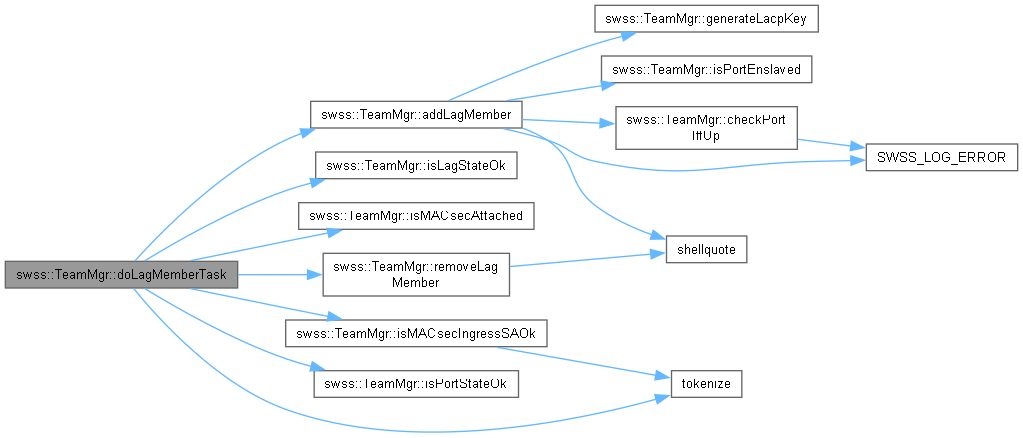 swss::TeamMgr::generateLacpKey
swss::TeamMgr::isPortEnslaved
swss::TeamMgr::addLagMember
swss::TeamMgr::checkPort
IffUp
SWSS_LOG_ERROR
swss::TeamMgr::isLagStateOk
swss::TeamMgr::isMACsecAttached
shellquote
swss::TeamMgr::doLagMemberTask
swss::TeamMgr::removeLag
Member
swss::TeamMgr::isMACsecIngressSAOk
swss::TeamMgr::isPortStateOk
tokenize